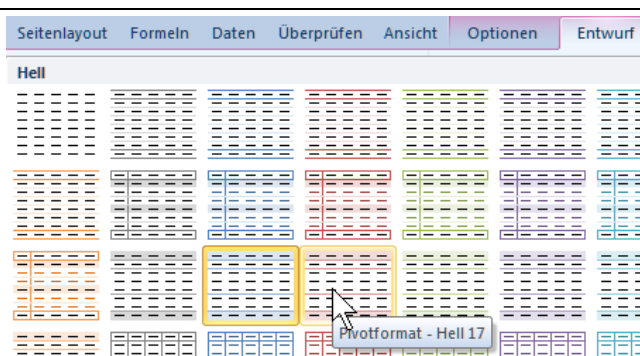 Seitenlayout Formeln Daten Überprüfen Ansicht Optionen Entwurf
Hell
Pivotformat - Hell 17